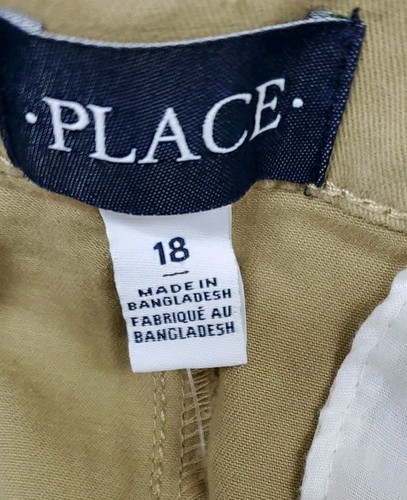 ·PLACE·
18
MADE IN
BANGLADESH
FABRIQUÉ AU
BANGLADESH